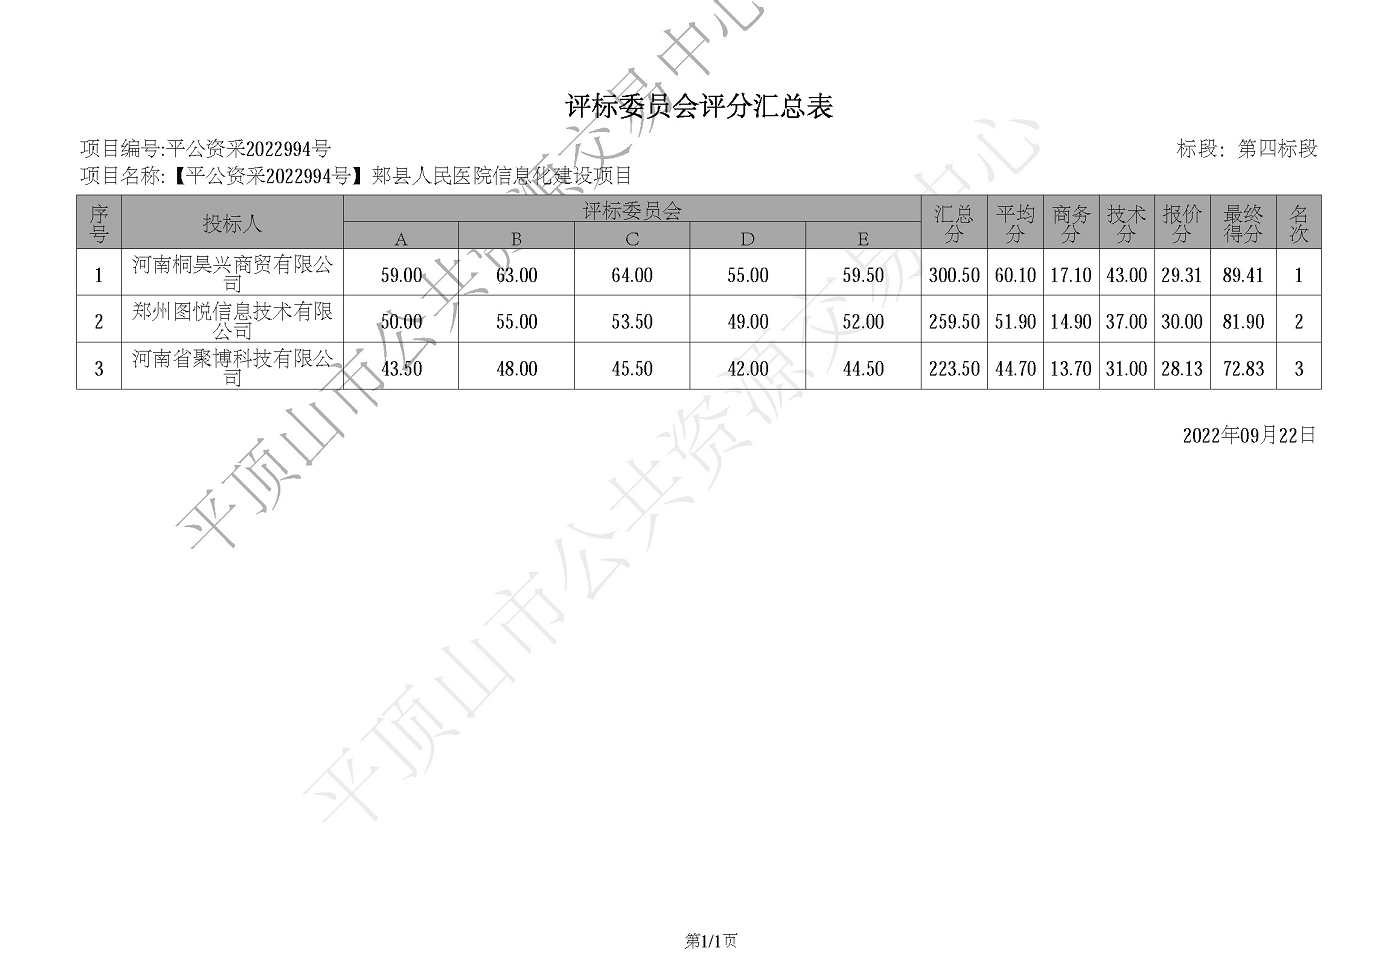 评标委员会评分汇总表
项目编号:平公资采2022994号 标段：第四标段
项目名称:【平公资采2022994号】郏县人民医院信息化建设项目
序号 投标人 评标委员会 汇总分 平均分 商务分 技术分 报价分 最终得分 名次
A B C D E
1 河南桐昊兴商贸有限公司 59.00 63.00 64.00 55.00 59.50 300.50 60.10 17.10 43.00 29.31 89.41 1
2 郑州图悦信息技术有限公司 50.00 55.00 53.50 49.00 52.00 259.50 51.90 14.90 37.00 30.00 81.90 2
3 河南省聚博科技有限公司 43.50 48.00 45.50 42.00 44.50 223.50 44.70 13.70 31.00 28.13 72.83 3
2022年09月22日
平顶山市公共资源交易中心
平顶山市公共资源交易中心
第1/1页